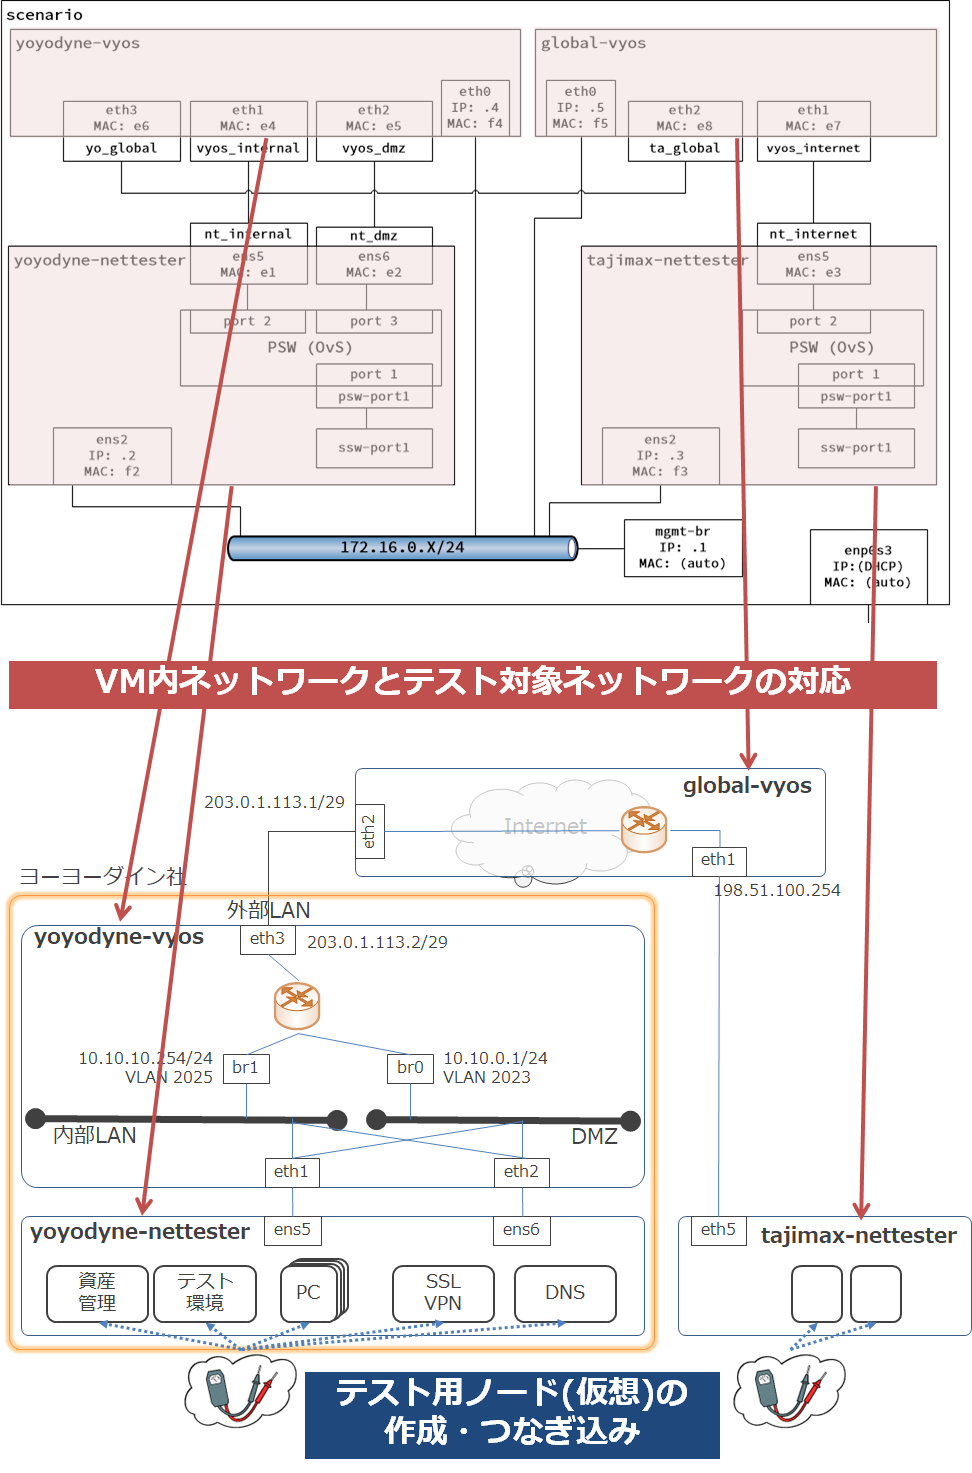 scenario
yoyodyne-vyos
global-vyos
eth3
MAC: e6
eth1
MAC: e4
eth2
MAC: e5
eth0
IP: .4
MAC: f4
eth0
IP: .5
MAC: f5
eth2
MAC: e8
eth1
MAC: e7
yo_global
vyos_internal
vyos_dmz
ta_global
vyos_internet
nt_internal
nt_dmz
nt_internet
yoyodyne-nettester
ens5
MAC: e1
ens6
MAC: e2
tajimax-nettester
ens5
MAC: e3
port 2
port 3
PSW (OvS)
port 1
psw-port1
ssw-port1
port 2
PSW (OvS)
port 1
psw-port1
ssw-port1
ens2
IP: .2
MAC: f2
ens2
IP: .3
MAC: f3
172.16.0.X/24
mgmt-br
IP: .1
MAC: (auto)
enp0s3
IP:(DHCP)
MAC: (auto)
VM内ネットワークとテスト対象ネットワークの対応
global-vyos
203.0.1.113.1/29
eth2
Internet
eth1
198.51.100.254
ヨーヨーダイン社
外部LAN
yoyodyne-vyos
eth3
203.0.1.113.2/29
10.10.10.254/24
VLAN 2025
br1
br0
10.10.0.1/24
VLAN 2023
内部LAN
DMZ
eth1
eth2
yoyodyne-nettester
ens5
ens6
eth5
tajimax-nettester
資産
管理
テスト
環境
PC
SSL
VPN
DNS
テスト用ノード(仮想)の
作成・つなぎ込み